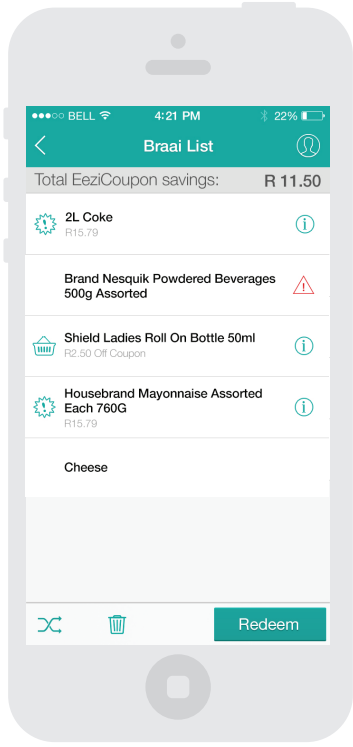 BELL 4:21 PM 22%
Braai List
Total EeziCoupon savings: R 11.50
2L Coke
R15.79
Brand Nesquik Powdered Beverages
500g Assorted
Shield Ladies Roll On Bottle 50ml
R2.50 Off Coupon
Housebrand Mayonnaise Assorted
Each 760G
R15.79
Cheese
Redeem